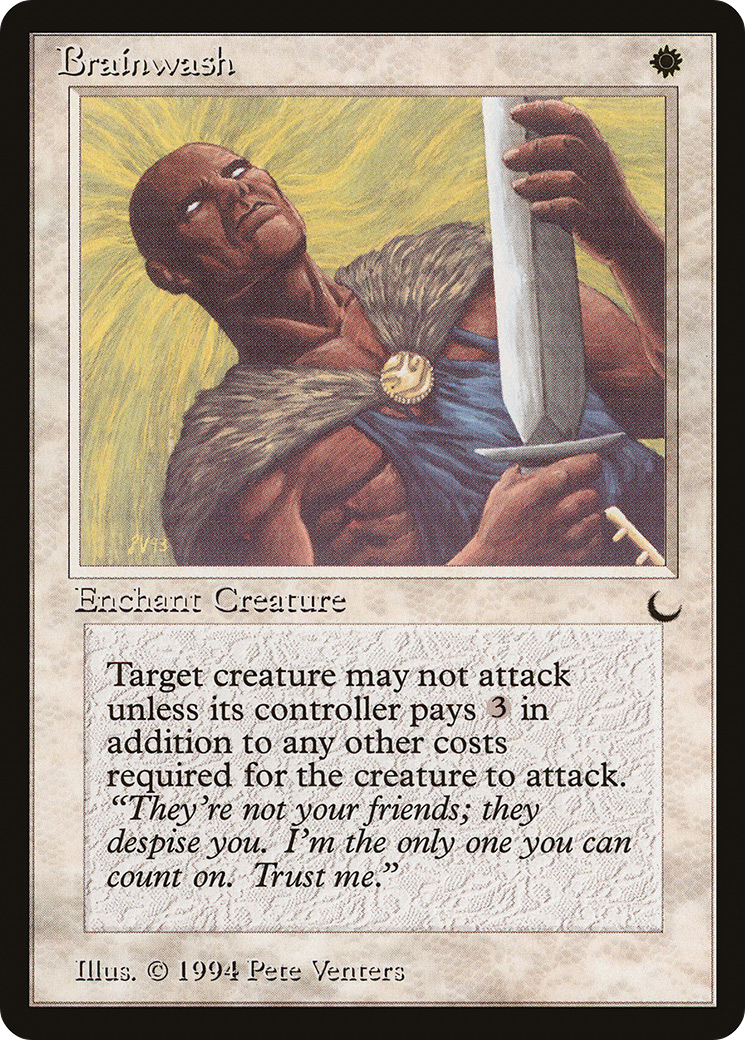 Brainwash
PV93
Enchant Creature
Target creature may not attack
unless its controller pays 3 in
addition to any other costs
required for the creature to attack.
“They’re not your friends; they
despise you. I’m the only one you can
count on. Trust me.”
Illus. © 1994 Pete Venters